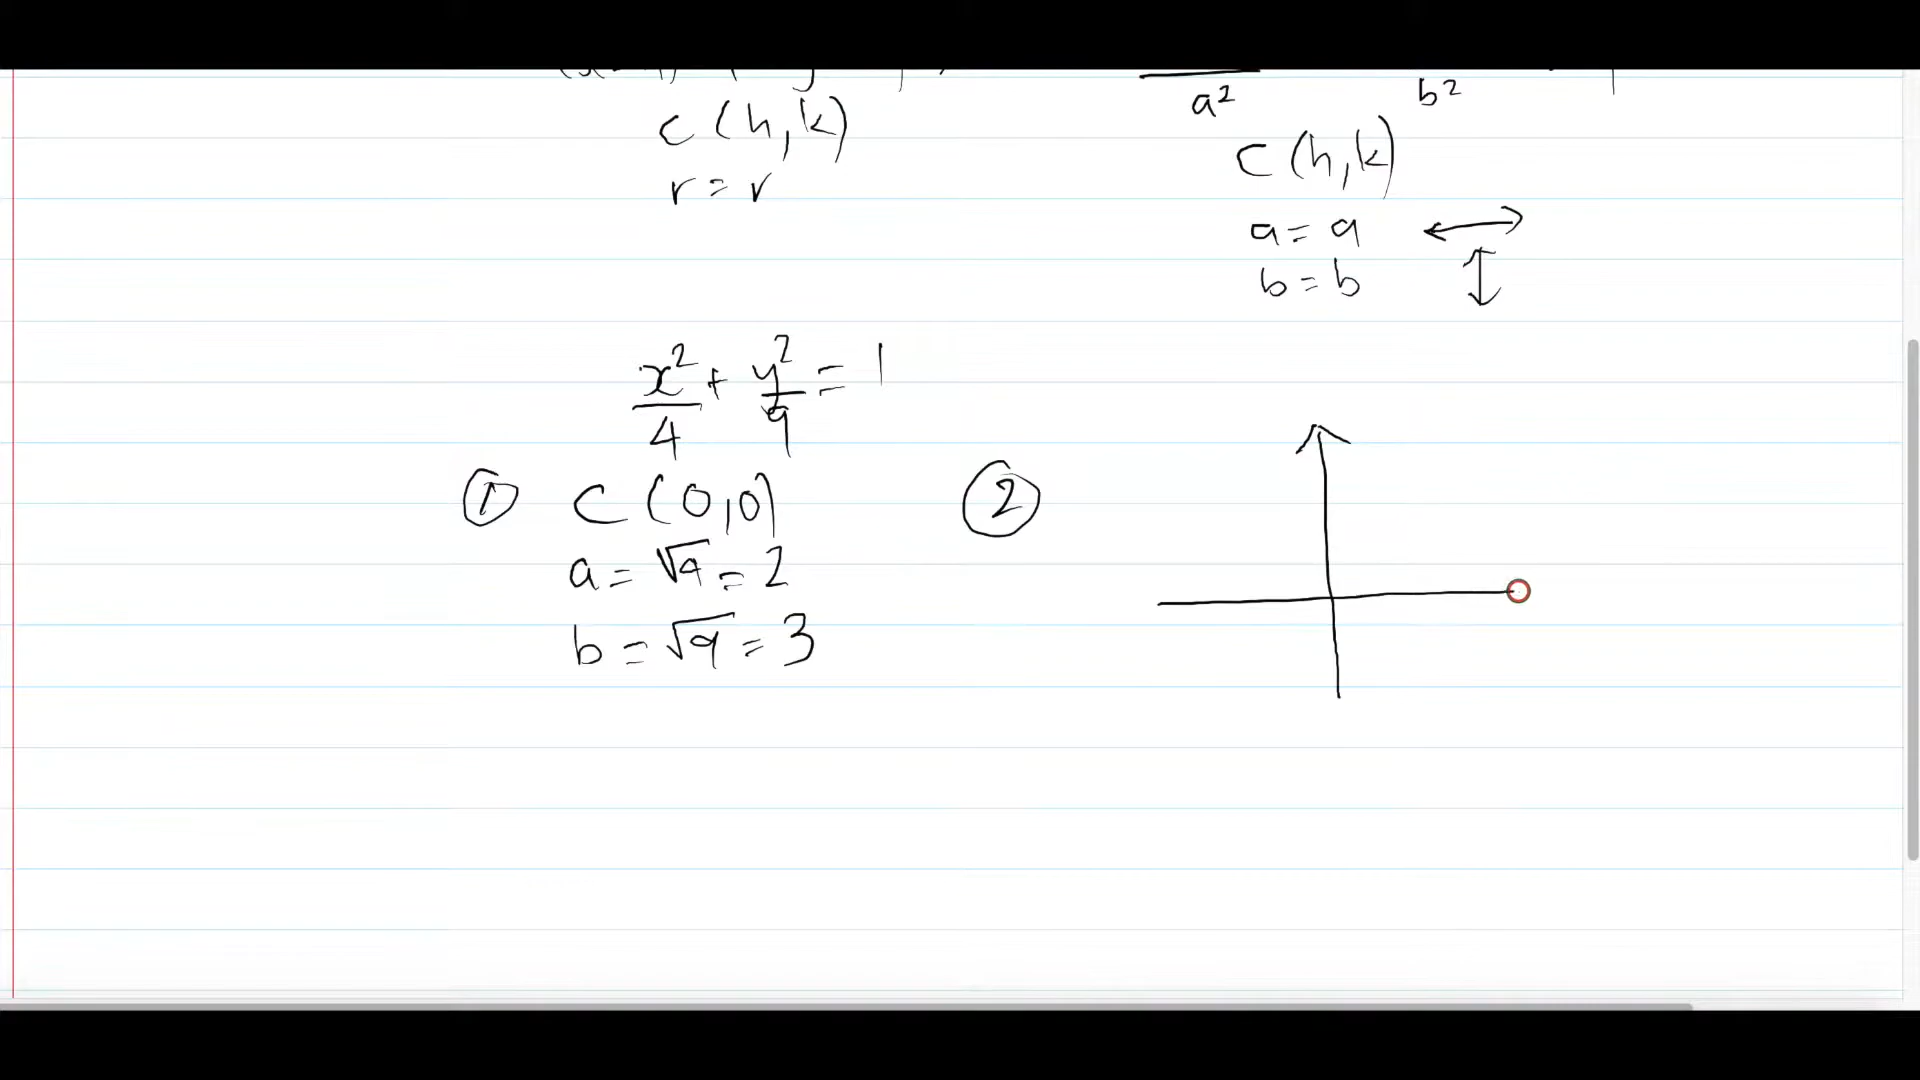 C (h,k)
r = r
a²
b²
C (h,k)
a = a
b = b
x²/4 + y²/9 = 1
① C (0,0)
a = √4 = 2
b = √9 = 3
②